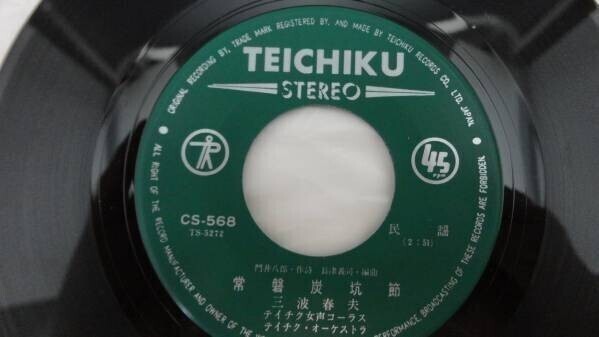 ORIGINAL RECORDING BY, TRADE MARK REGISTERED BY, AND MADE BY TEICHIKU RECORDS CO., LTD. JAPAN
TEICHIKU
STEREO
45
rpm
CS-568
TS-3272
民謡
(2:51)
門井八郎・作詩 長津義司・編曲
常盤炭坑節
三波春夫
テイチク女声コーラス
テイチク・オーケストラ
ALL RIGHT OF THE RECORD MANUFACTURER AND OWNER OF PERFORMANCE BROADCASTING OF THESE RECORDS ARE FORBIDDEN.